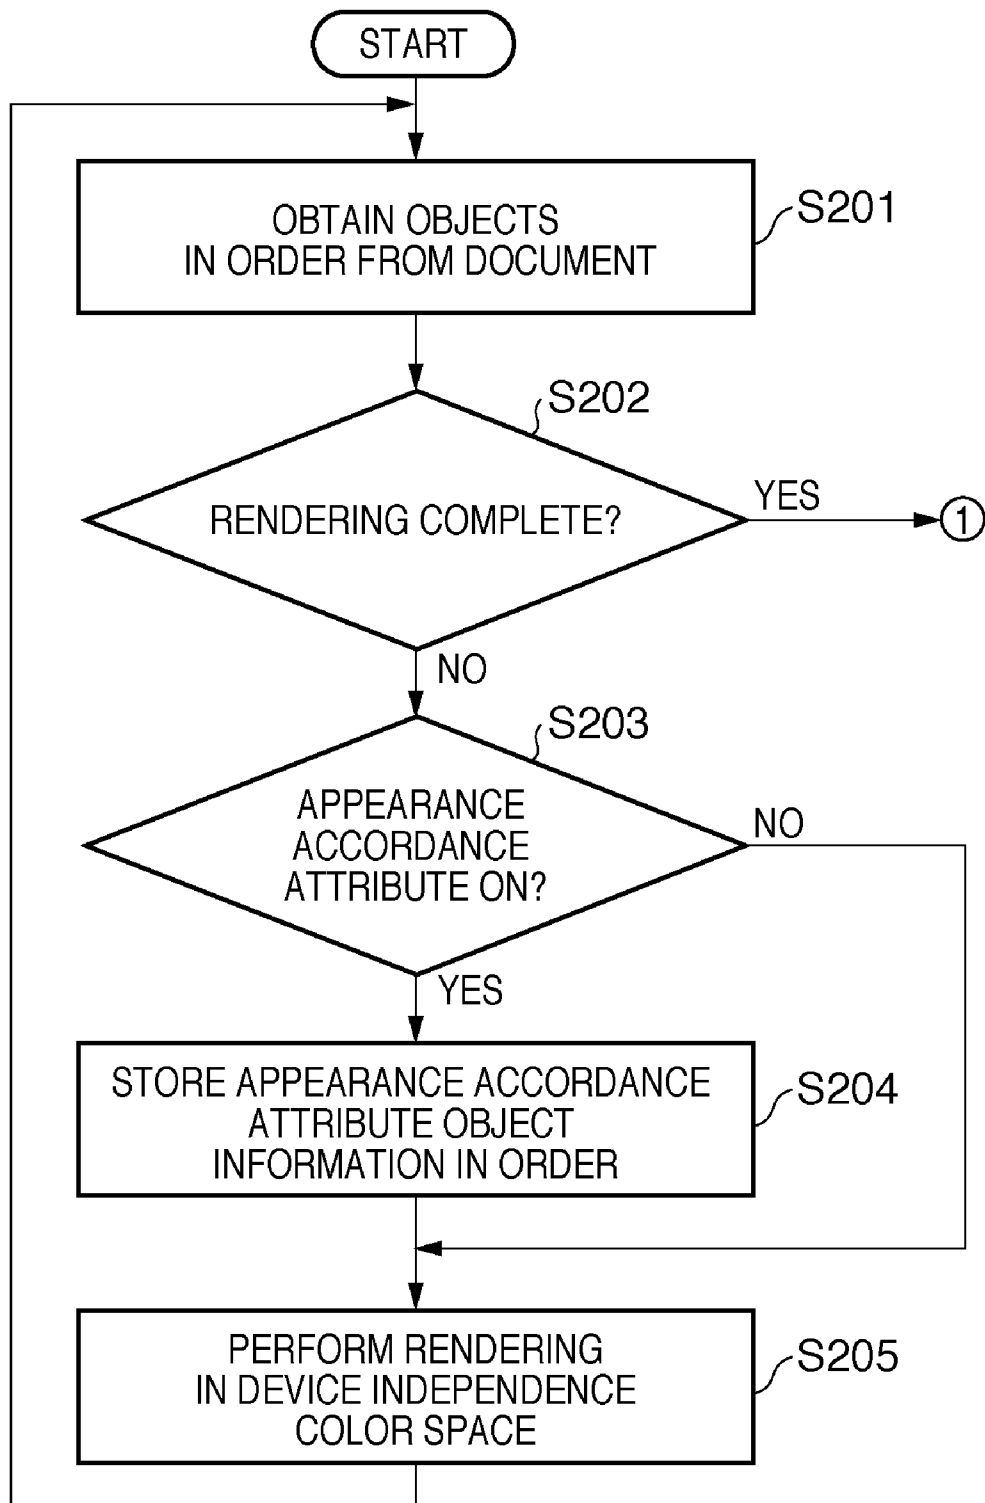 START
OBTAIN OBJECTS
IN ORDER FROM DOCUMENT
S201
S202
RENDERING COMPLETE?
YES
1
NO
S203
APPEARANCE
ACCORDANCE
ATTRIBUTE ON?
NO
YES
STORE APPEARANCE ACCORDANCE
ATTRIBUTE OBJECT
INFORMATION IN ORDER
S204
PERFORM RENDERING
IN DEVICE INDEPENDENCE
COLOR SPACE
S205